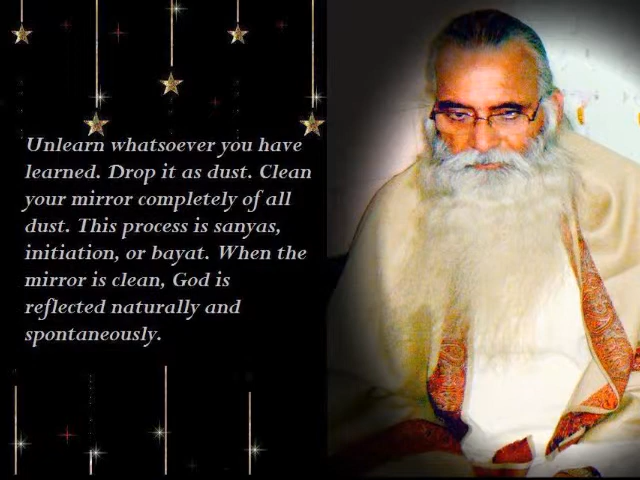 Unlearn whatsoever you have
learned. Drop it as dust. Clean
your mirror completely of all
dust. This process is sanyas,
initiation, or bayat. When the
mirror is clean, God is
reflected naturally and
spontaneously.